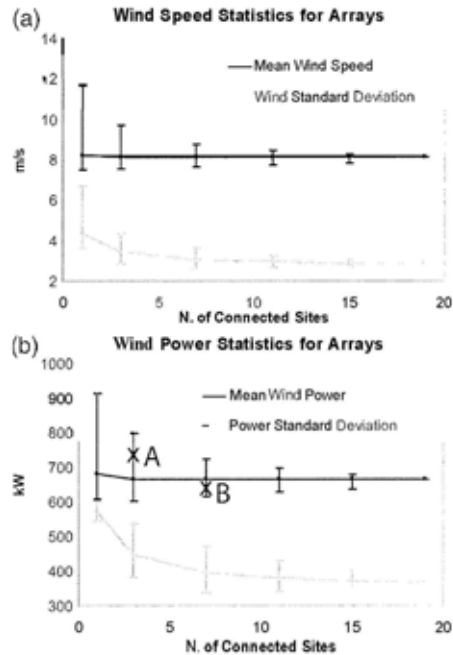 (a) Wind Speed Statistics for Arrays
14
Mean Wind Speed
12
Wind Standard Deviation
10
m/s
8
6
4
2
0 5 10 15 20
N. of Connected Sites
(b) Wind Power Statistics for Arrays
1000
900
Mean Wind Power
800
Power Standard Deviation
A
700
kW
B
600
500
400
300
0 5 10 15 20
N. of Connected Sites